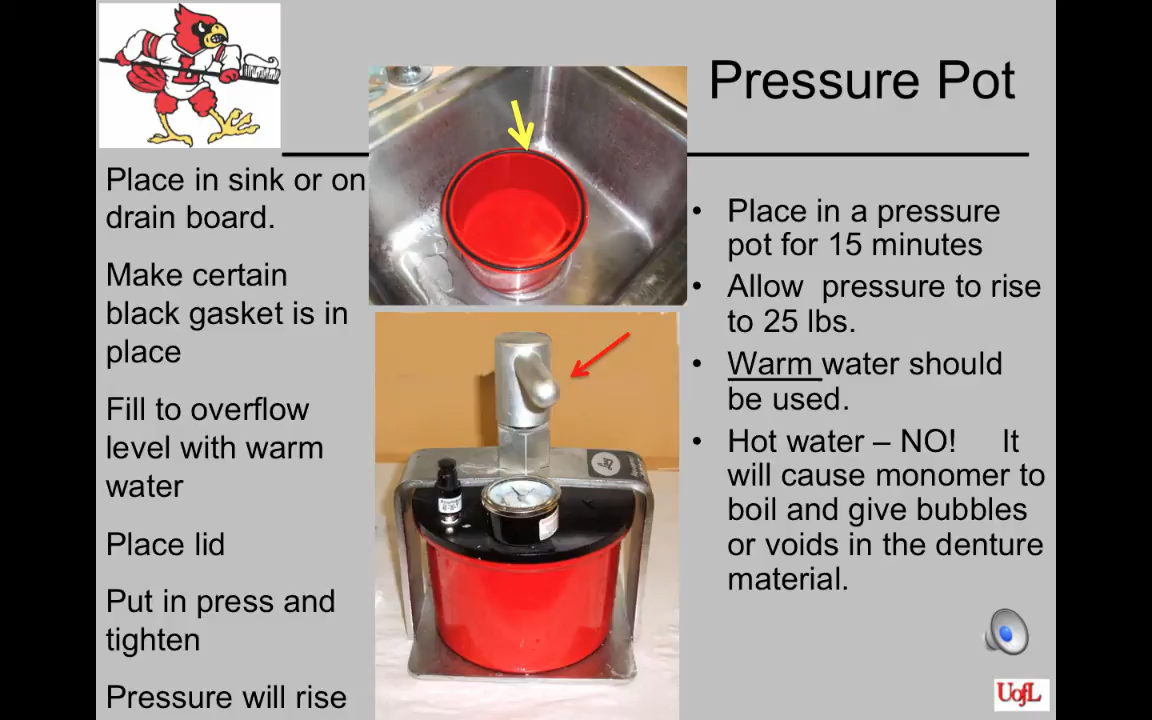 Pressure Pot
Place in sink or on
drain board.
Make certain
black gasket is in
place
Fill to overflow
level with warm
water
Place lid
Put in press and
tighten
Pressure will rise
• Place in a pressure
pot for 15 minutes
• Allow pressure to rise
to 25 lbs.
• Warm water should
be used.
• Hot water – NO! It
will cause monomer to
boil and give bubbles
or voids in the denture
material.
UofL